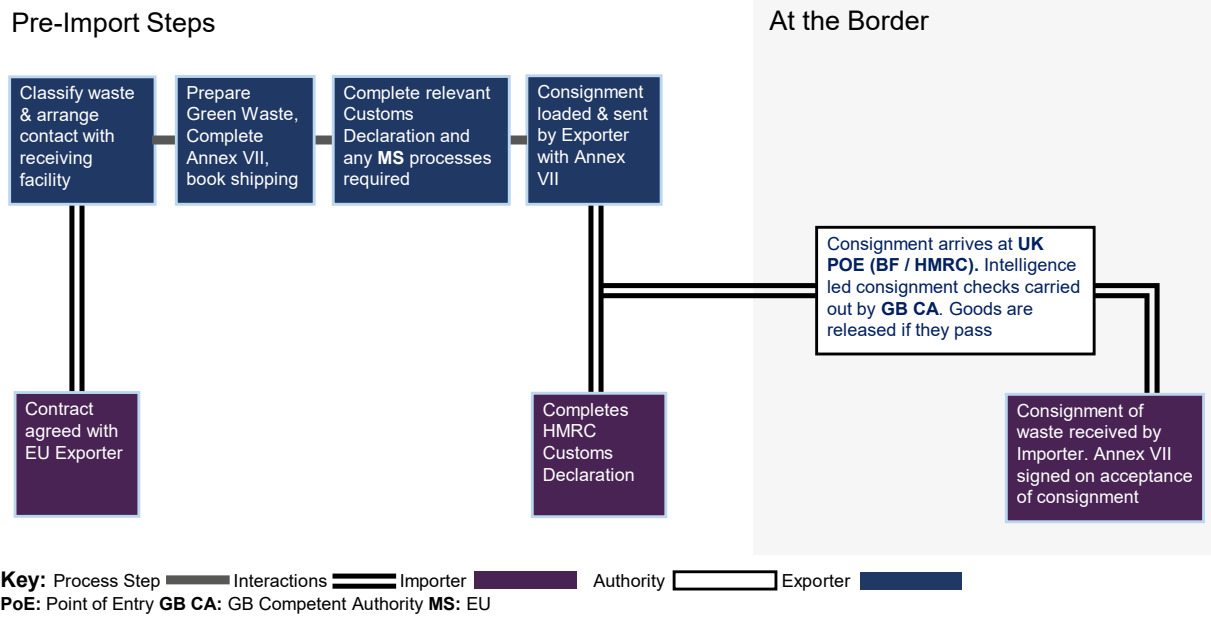 Pre-Import Steps
At the Border
Classify waste
& arrange
contact with
receiving
facility
Prepare
Green Waste,
Complete
Annex VII,
book shipping
Complete relevant
Customs
Declaration and
any MS processes
required
Consignment
loaded & sent
by Exporter
with Annex
VII
Consignment arrives at UK
POE (BF / HMRC). Intelligence
led consignment checks carried
out by GB CA. Goods are
released if they pass
Contract
agreed with
EU Exporter
Completes
HMRC
Customs
Declaration
Consignment of
waste received by
Importer. Annex VII
signed on acceptance
of consignment
Key: Process Step Interactions Importer Authority Exporter
PoE: Point of Entry GB CA: GB Competent Authority MS: EU